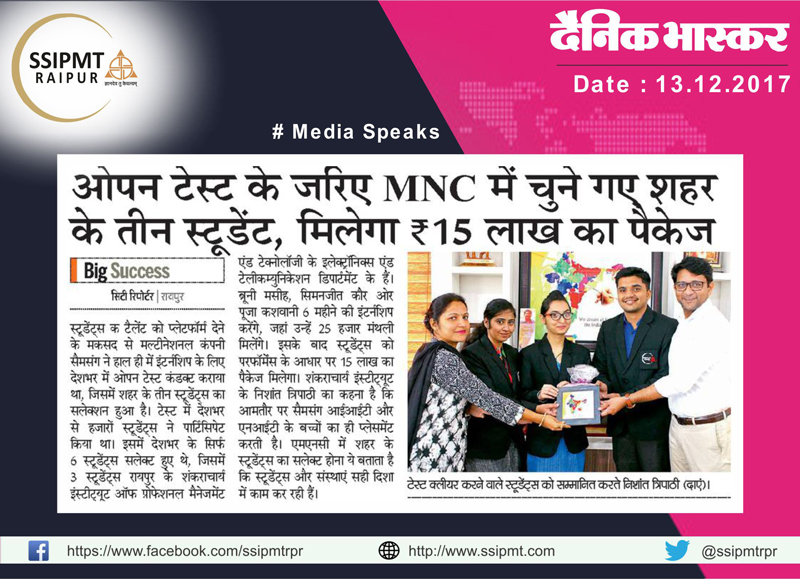 SSIPMT
RAIPUR
ज्ञानादेव तु कैवल्यम्
दैनिक भास्कर
Date : 13.12.2017
# Media Speaks
ओपन टेस्ट के जरिए MNC में चुने गए शहर
के तीन स्टूडेंट, मिलेगा ₹15 लाख का पैकेज
Big Success
सिटी रिपोर्टर | रायपुर
स्टूडेंट्स क टैलेंट को प्लेटफॉर्म देने
के मकसद से मल्टीनेशनल कंपनी
सैमसंग ने हाल ही में इंटर्नशिप के लिए
देशभर में ओपन टेस्ट कंडक्ट कराया
था, जिसमें शहर के तीन स्टूडेंट्स का
सलेक्शन हुआ है। टेस्ट में देशभर
से हजारों स्टूडेंट्स ने पार्टिसिपेट
किया था। इसमें देशभर के सिर्फ
6 स्टूडेंट्स सलेक्ट हुए थे, जिसमें
3 स्टूडेंट्स रायपुर के शंकराचार्य
इंस्टीट्यूट ऑफ प्रोफेशनल मैनेजमेंट
एंड टेक्नोलॉजी के इलेक्ट्रॉनिक्स एंड
टेलीकम्युनिकेशन डिपार्टमेंट के हैं।
ब्रूनी मसीह, सिमनजीत कौर ओर
पूजा कशवानी 6 महीने की इंटर्नशिप
करेंगे, जहां उन्हें 25 हजार मंथली
मिलेंगे। इसके बाद स्टूडेंट्स को
परफॉर्मेंस के आधार पर 15 लाख का
पैकेज मिलेगा। शंकराचार्य इंस्टीट्यूट
के निशांत त्रिपाठी का कहना है कि
आमतौर पर सैमसंग आईआईटी और
एनआईटी के बच्चों का ही प्लेसमेंट
करती है। एमएनसी में शहर के
स्टूडेंट्स का सलेक्ट होना ये बताता है
कि स्टूडेंट्स और संस्थाएं सही दिशा
में काम कर रही हैं।
टेस्ट क्लीयर करने वाले स्टूडेंट्स को सम्मानित करते निशांत त्रिपाठी (दाएं)।
https://www.facebook.com/ssipmtrpr
http://www.ssipmt.com
@ssipmtrpr